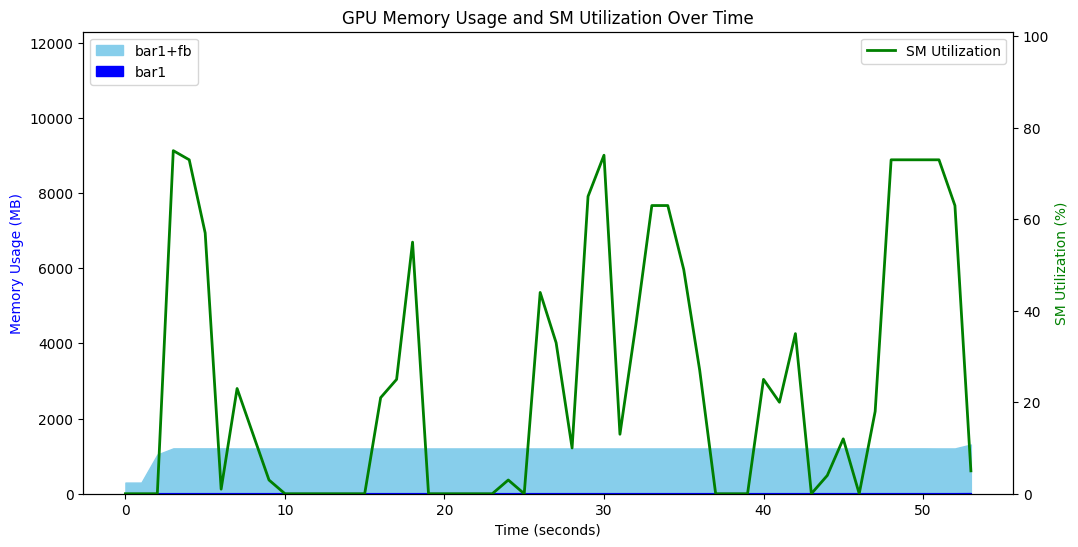 GPU Memory Usage and SM Utilization Over Time
bar1+fb
bar1
SM Utilization
Memory Usage (MB)
12000
10000
8000
6000
4000
2000
0
SM Utilization (%)
100
80
60
40
20
0
0 10 20 30 40 50
Time (seconds)